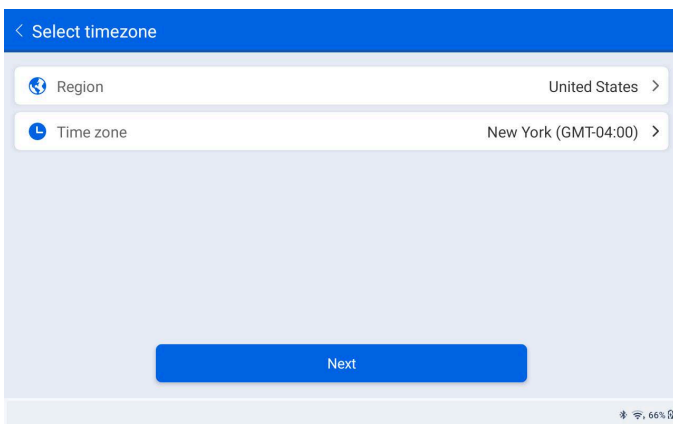 Select timezone
Region United States
Time zone New York (GMT-04:00)
Next
66%